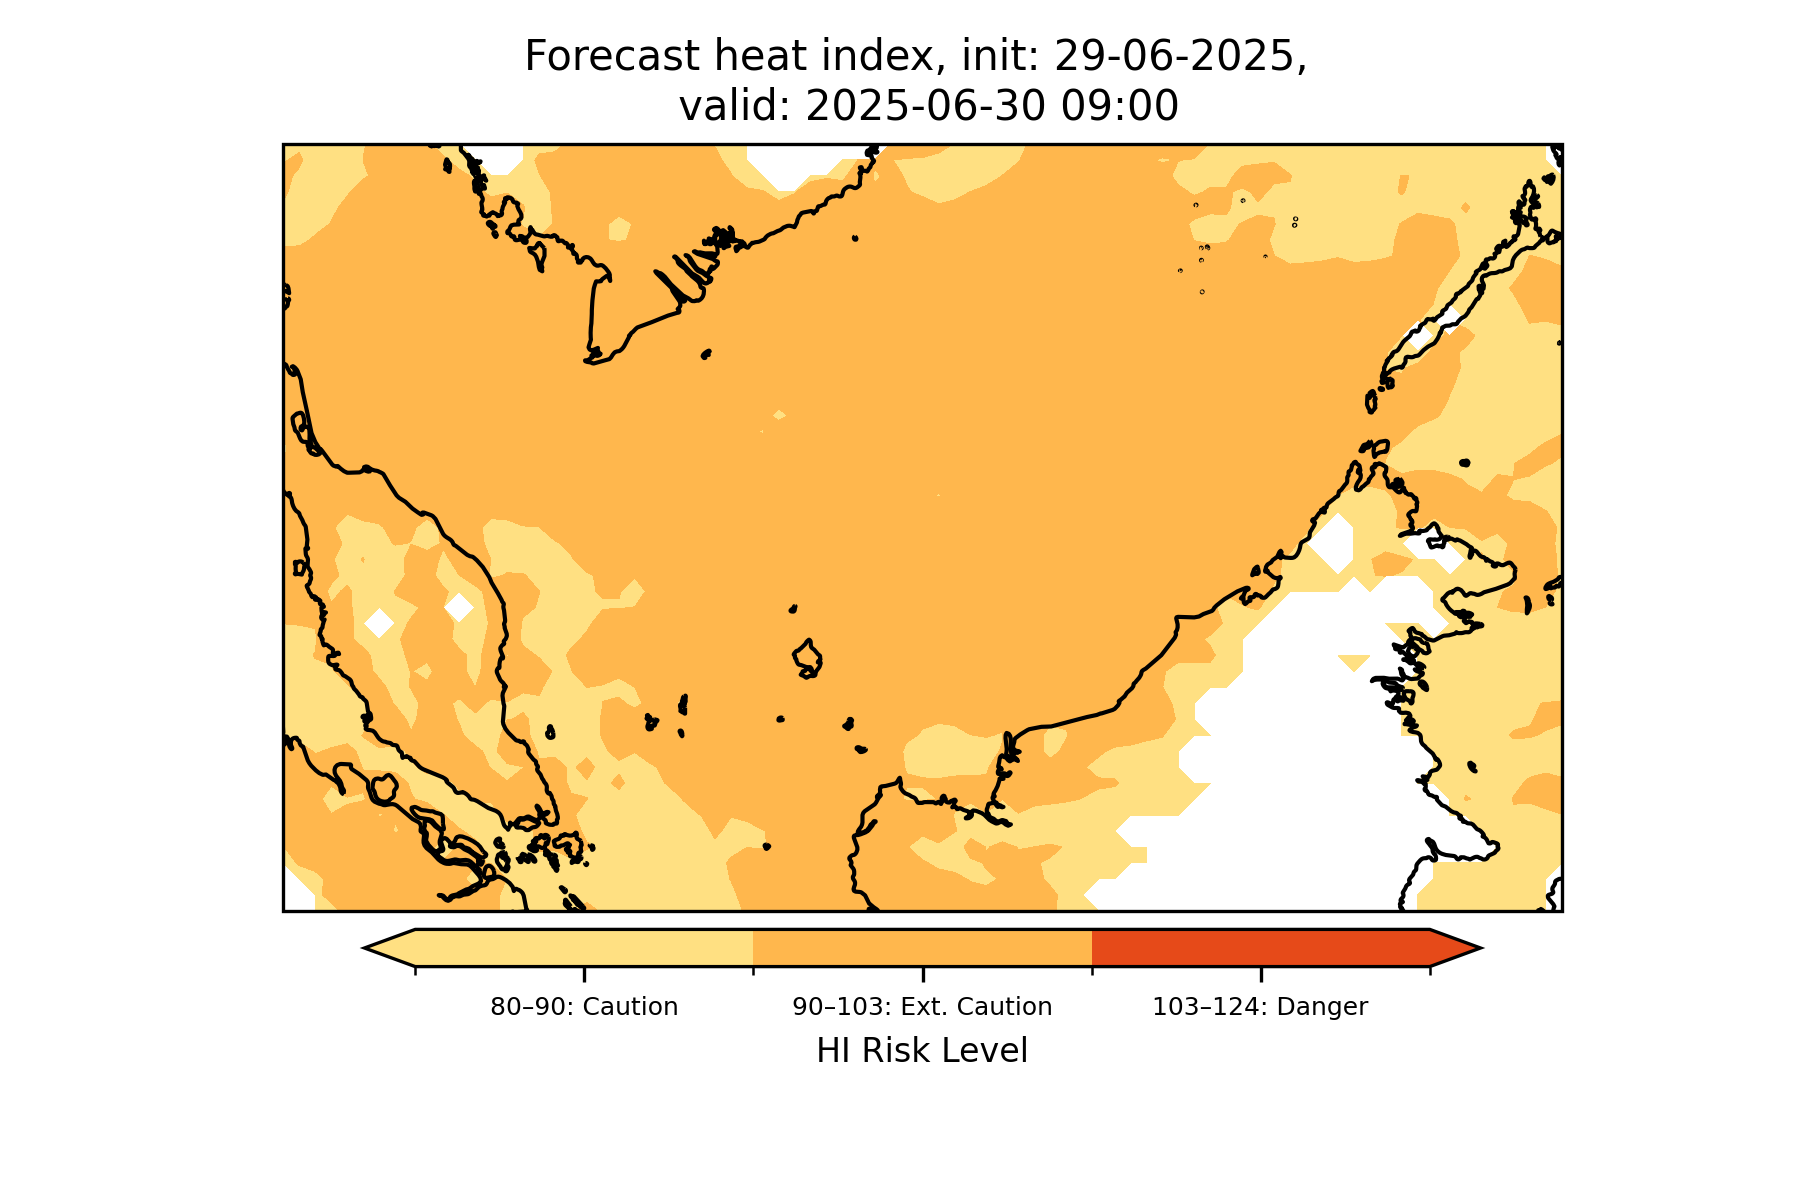 Forecast heat index, init: 29-06-2025,
valid: 2025-06-30 09:00
80–90: Caution
90–103: Ext. Caution
103–124: Danger
HI Risk Level